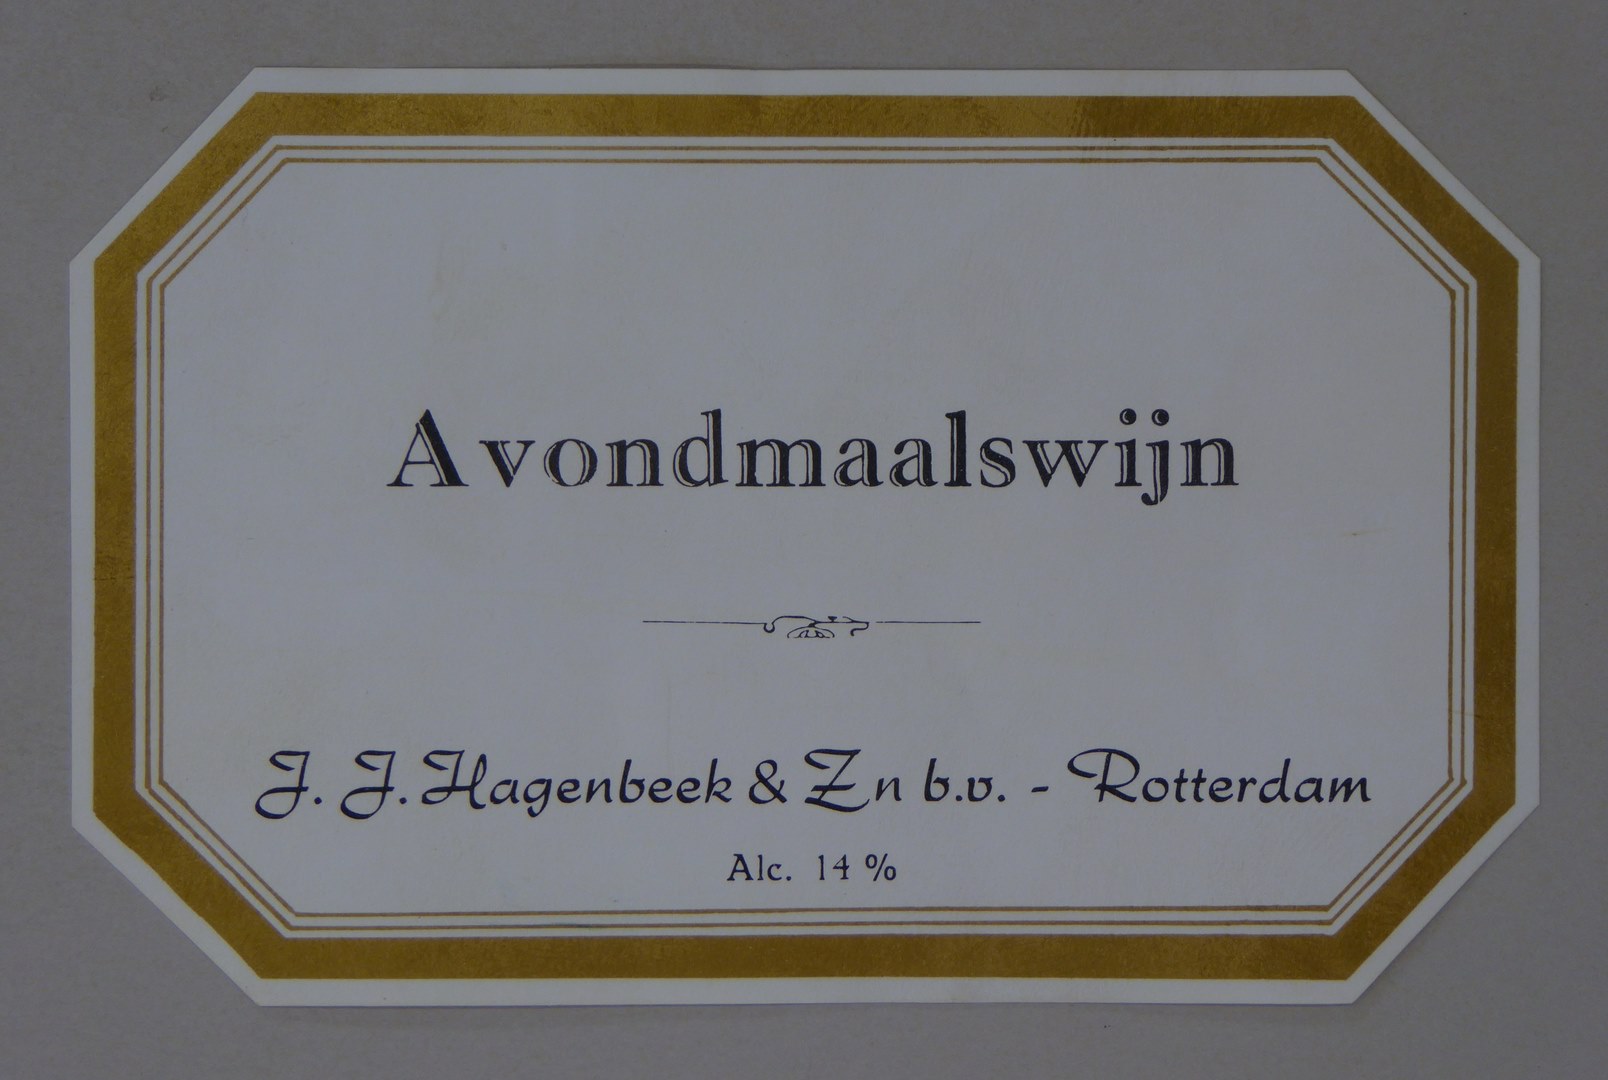 Avondmaalswijn
J. J. Hagenbeek & Zn b.v. - Rotterdam
Alc. 14 %